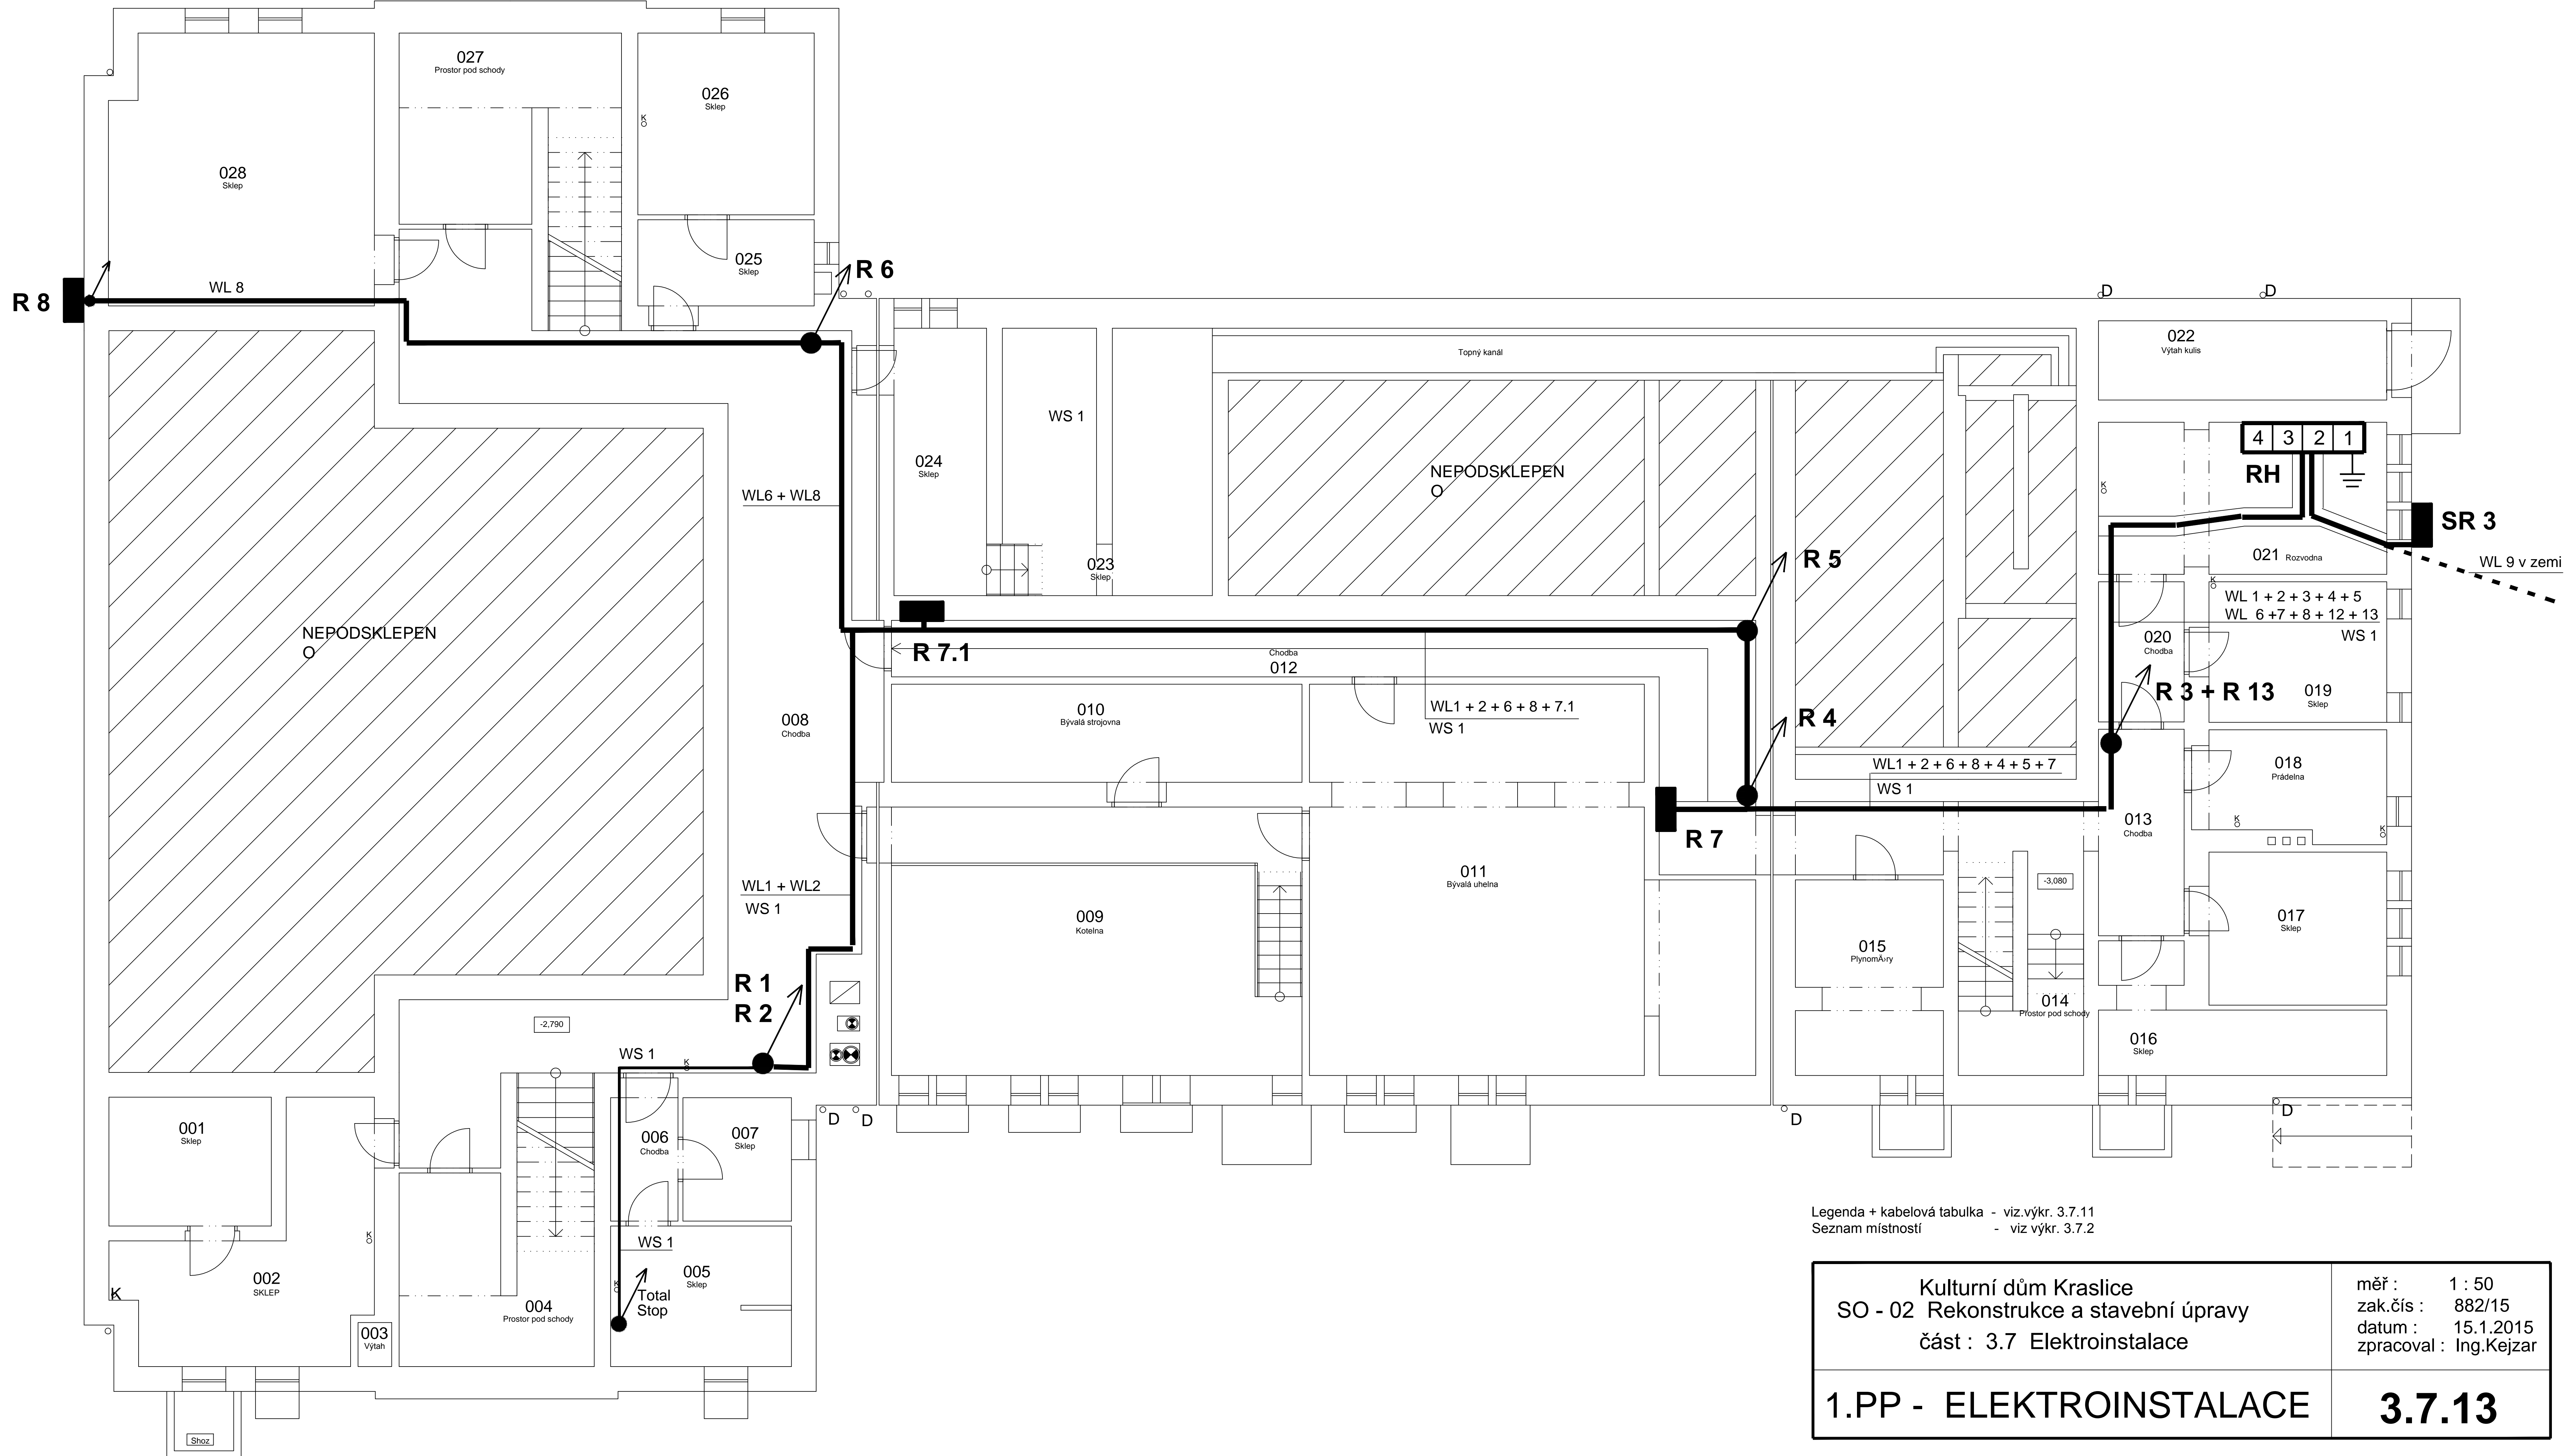 027
Prostor pod schody
026
Sklep
K
028
Sklep
025
Sklep
R 6
R 8
WL 8
D
D
022
Výtah kulis
Topný kanál
WS 1
024
Sklep
NEPODSKLEPEN
O
4 3 2 1
RH
K
SR 3
WL6 + WL8
021 Rozvodna
WL 9 v zemi
R 5
023
Sklep
K
WL 1 + 2 + 3 + 4 + 5
WL 6 +7 + 8 + 12 + 13
WS 1
NEPODSKLEPEN
O
020
Chodba
R 7.1
Chodba
012
R 3 + R 13
019
Sklep
008
Chodba
010
Bývalá strojovna
WL1 + 2 + 6 + 8 + 7.1
WS 1
R 4
WL1 + 2 + 6 + 8 + 4 + 5 + 7
WS 1
018
Prádelna
K
K
R 7
013
Chodba
WL1 + WL2
WS 1
011
Bývalá uhelna
-3,080
009
Kotelna
017
Sklep
015
PlynomÄ›ry
R 1
R 2
014
Prostor pod schody
-2,790
WS 1
K
016
Sklep
D
D
D
D
001
Sklep
006
Chodba
007
Sklep
K
WS 1
002
SKLEP
K
004
Prostor pod schody
K
005
Sklep
Total
Stop
003
Výtah
Shoz
Legenda + kabelová tabulka - viz.výkr. 3.7.11
Seznam místností - viz výkr. 3.7.2
Kulturní dům Kraslice
SO - 02 Rekonstrukce a stavební úpravy
část : 3.7 Elektroinstalace
měř : 1 : 50
zak.čís : 882/15
datum : 15.1.2015
zpracoval : Ing.Kejzar
1.PP - ELEKTROINSTALACE
3.7.13